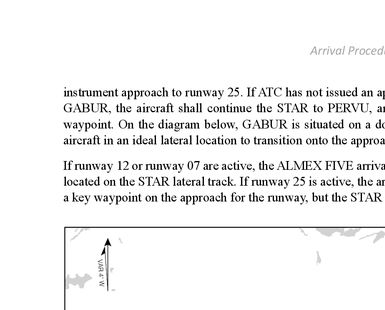 Arrival Proced
instrument approach to runway 25. If ATC has not issued an ap
GABUR, the aircraft shall continue the STAR to PERVU, an
waypoint. On the diagram below, GABUR is situated on a do
aircraft in an ideal lateral location to transition onto the approa
If runway 12 or runway 07 are active, the ALMEX FIVE arriva
located on the STAR lateral track. If runway 25 is active, the ar
a key waypoint on the approach for the runway, but the STAR
VAR 4° W